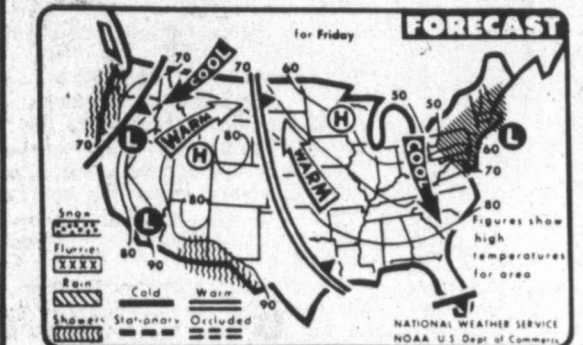 FORECAST
for Friday
70
COOL
70
60
50
50
WARM
80
H
L
H
WARM
COOL
L
60
70
70
80
80
L
80
90
90
Snow
Flurries
XXXX
Rain
Showers
Cold
Warm
Stationary
Occluded
Figures show
high
temperatures
for area
NATIONAL WEATHER SERVICE
NOAA U S Dept of Commerce